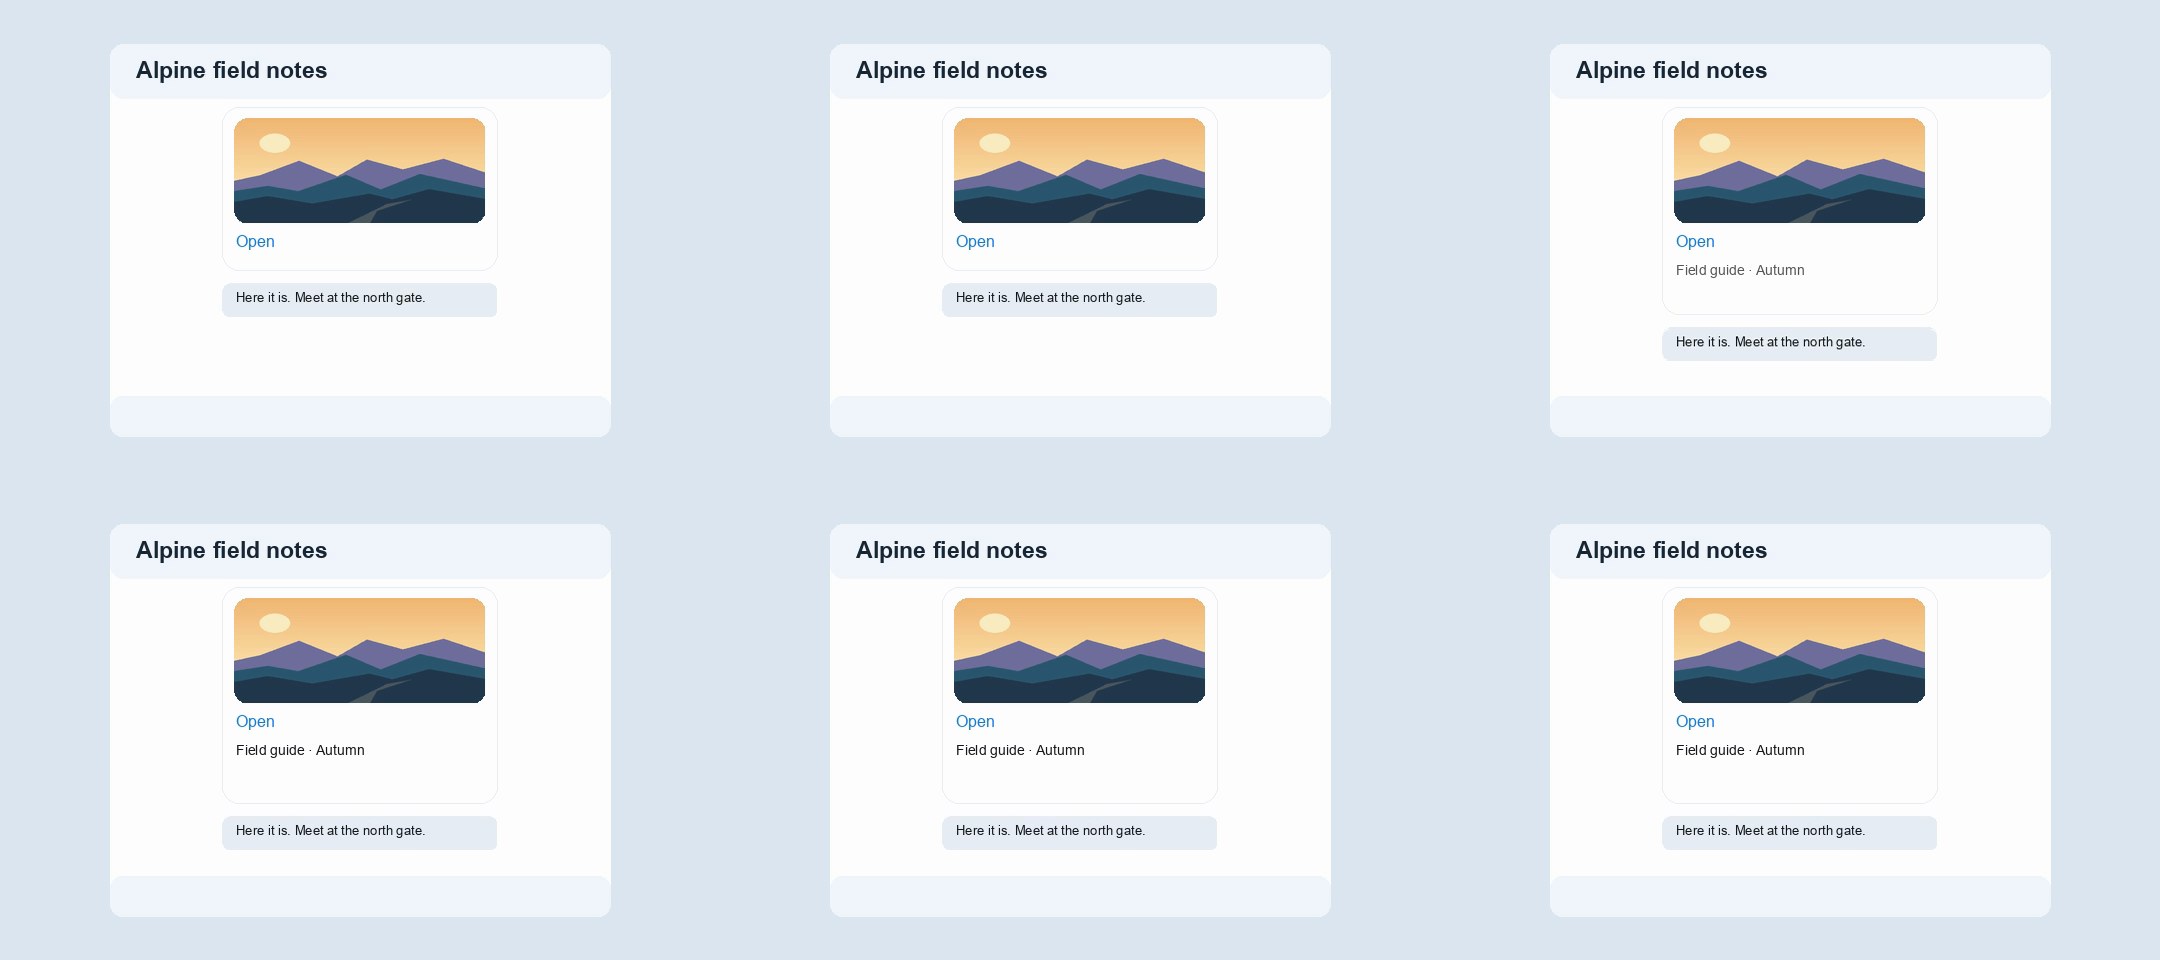 Alpine field notes
Open
Here it is. Meet at the north gate.
Alpine field notes
Open
Here it is. Meet at the north gate.
Alpine field notes
Open
Field guide · Autumn
Here it is. Meet at the north gate.
Alpine field notes
Open
Field guide · Autumn
Here it is. Meet at the north gate.
Alpine field notes
Open
Field guide · Autumn
Here it is. Meet at the north gate.
Alpine field notes
Open
Field guide · Autumn
Here it is. Meet at the north gate.